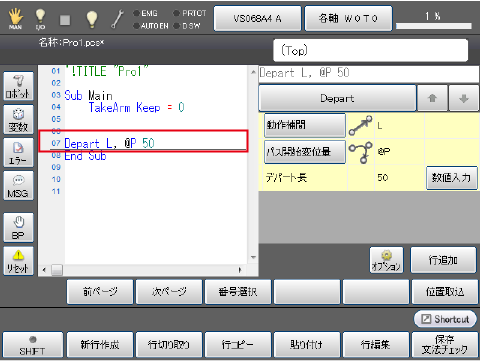 MAN
I/O
EMG
AUTOEN
PRTCT
DSW
VS068A4 A
各軸 W0T0
1 %
名称:Pro1.pcs*
(Top)
01 '!TITLE "Pro1"
02
03 Sub Main
04 TakeArm Keep = 0
05
06
07 Depart L, @P 50
08 End Sub
09
10
11
Depart L, @P 50
Depart
動作補間 L
パス開始変位量 @P
デパート長 50 数値入力
ロボット
変数
エラー
MSG
BP
リセット
オプション
行追加
前ページ
次ページ
番号選択
位置取込
Shortcut
SHIFT
新行作成
行切り取り
行コピー
貼り付け
行編集
保存
文法チェック